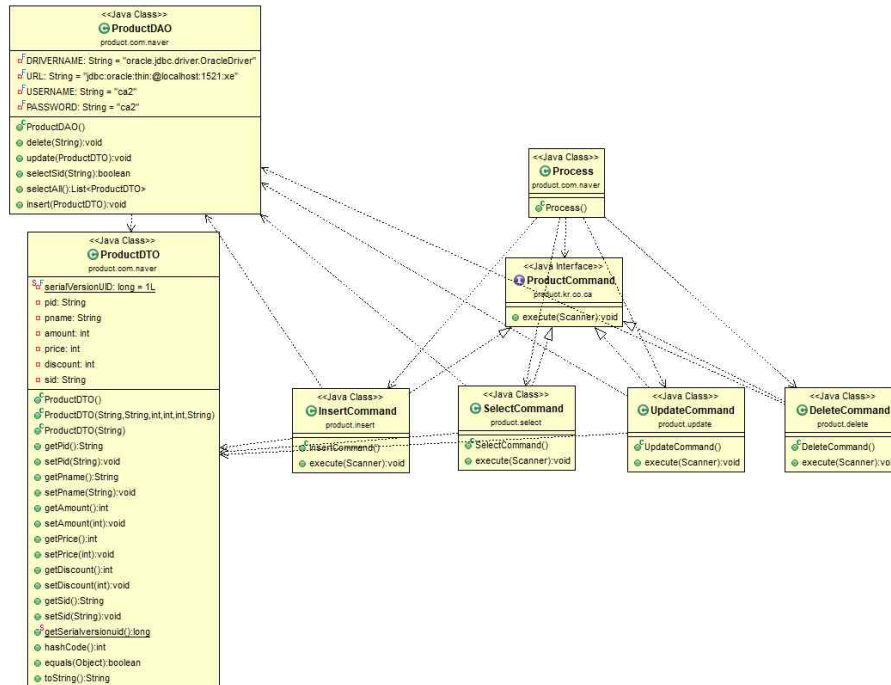 <<Java Class>>
ProductDAO
product.com.naver
DRIVERNAME: String = "oracle.jdbc.driver.OracleDriver"
URL: String = "jdbc:oracle:thin:@localhost:1521:xe"
USERNAME: String = "ca2"
PASSWORD: String = "ca2"
ProductDAO()
delete(String):void
update(ProductDTO):void
selectSid(String):boolean
selectAll():List<ProductDTO>
insert(ProductDTO):void
<<Java Class>>
ProductDTO
product.com.naver
serialVersionUID: long = 1L
pid: String
pname: String
amount: int
price: int
discount: int
sid: String
ProductDTO()
ProductDTO(String,String,int,int,int,String)
ProductDTO(String)
getPid():String
setPid(String):void
getPname():String
setPname(String):void
getAmount():int
setAmount(int):void
getPrice():int
setPrice(int):void
getDiscount():int
setDiscount(int):void
getSid():String
setSid(String):void
getSerialversionuid():long
hashCode():int
equals(Object):boolean
toString():String
<<Java Class>>
Process
product.com.naver
Process()
<<Java Interface>>
ProductCommand
product.kr.co.ca
execute(Scanner):void
<<Java Class>>
InsertCommand
product.insert
InsertCommand()
execute(Scanner):void
<<Java Class>>
SelectCommand
product.select
SelectCommand()
execute(Scanner):void
<<Java Class>>
UpdateCommand
product.update
UpdateCommand()
execute(Scanner):void
<<Java Class>>
DeleteCommand
product.delete
DeleteCommand()
execute(Scanner):void